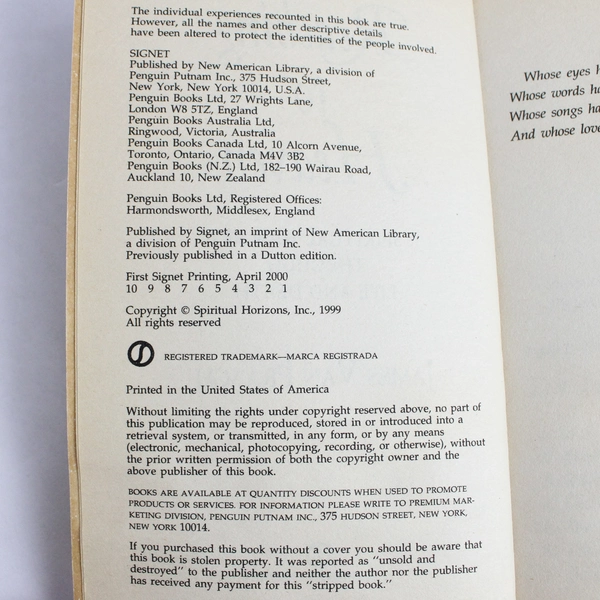 The individual experiences recounted in this book are true.
However, all the names and other descriptive details
have been altered to protect the identities of the people involved.
SIGNET
Published by New American Library, a division of
Penguin Putnam Inc., 375 Hudson Street,
New York, New York 10014, U.S.A.
Penguin Books Ltd, 27 Wrights Lane,
London W8 5TZ, England
Penguin Books Australia Ltd,
Ringwood, Victoria, Australia
Penguin Books Canada Ltd, 10 Alcorn Avenue,
Toronto, Ontario, Canada M4V 3B2
Penguin Books (N.Z.) Ltd, 182–190 Wairau Road,
Auckland 10, New Zealand
Penguin Books Ltd, Registered Offices:
Harmondsworth, Middlesex, England
Published by Signet, an imprint of New American Library,
a division of Penguin Putnam Inc.
Previously published in a Dutton edition.
First Signet Printing, April 2000
10 9 8 7 6 5 4 3 2 1
Copyright © Spiritual Horizons, Inc., 1999
All rights reserved
REGISTERED TRADEMARK—MARCA REGISTRADA
Printed in the United States of America
Without limiting the rights under copyright reserved above, no part of
this publication may be reproduced, stored in or introduced into a
retrieval system, or transmitted, in any form, or by any means
(electronic, mechanical, photocopying, recording, or otherwise), without
the prior written permission of both the copyright owner and the
above publisher of this book.
BOOKS ARE AVAILABLE AT QUANTITY DISCOUNTS WHEN USED TO PROMOTE
PRODUCTS OR SERVICES. FOR INFORMATION PLEASE WRITE TO PREMIUM MAR-
KETING DIVISION, PENGUIN PUTNAM INC., 375 HUDSON STREET, NEW YORK,
NEW YORK 10014.
If you purchased this book without a cover you should be aware that
this book is stolen property. It was reported as "unsold and
destroyed" to the publisher and neither the author nor the publisher
has received any payment for this "stripped book."
Whose eyes
Whose words
Whose songs
And whose